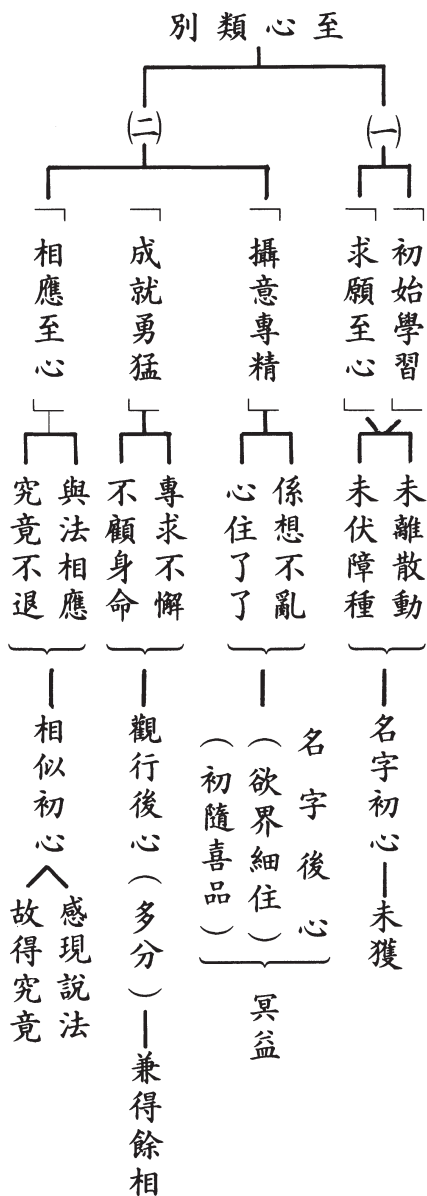 至心類別
㈠
初始學習
求願至心
未離散動
未伏障種
名字初心
未獲
㈡
攝意專精
係想不亂
心住了了
名字後心
（欲界細住）
（初隨喜品）
冥益
成就勇猛
專求不懈
不顧身命
觀行後心（多分）
兼得餘相
相應至心
與法相應
究竟不退
相似初心
感現說法
故得究竟